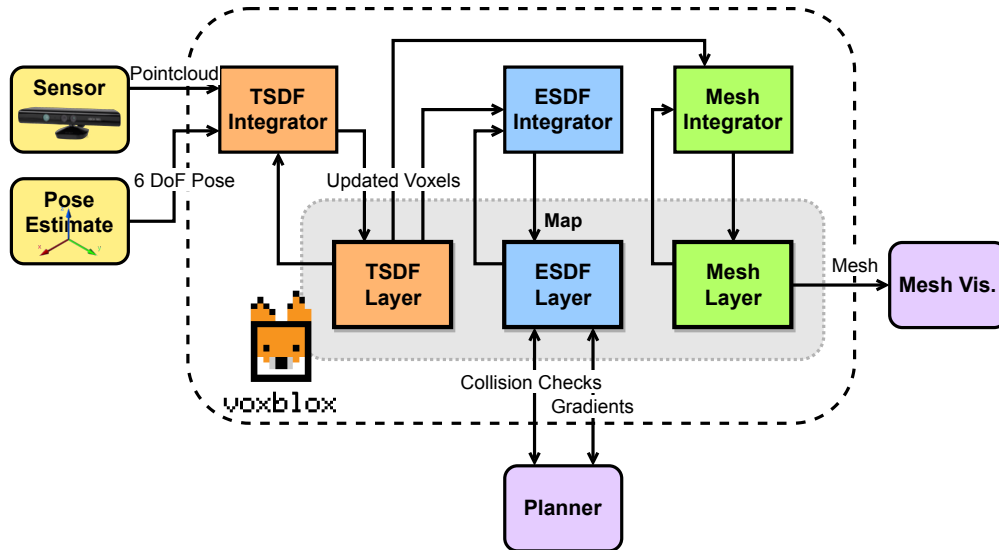 Sensor
Pointcloud
TSDF
Integrator
ESDF
Integrator
Mesh
Integrator
6 DoF Pose
Updated Voxels
Pose
Estimate
x
y
Map
TSDF
Layer
ESDF
Layer
Mesh
Layer
Mesh
Mesh Vis.
voxblox
Collision Checks
Gradients
Planner